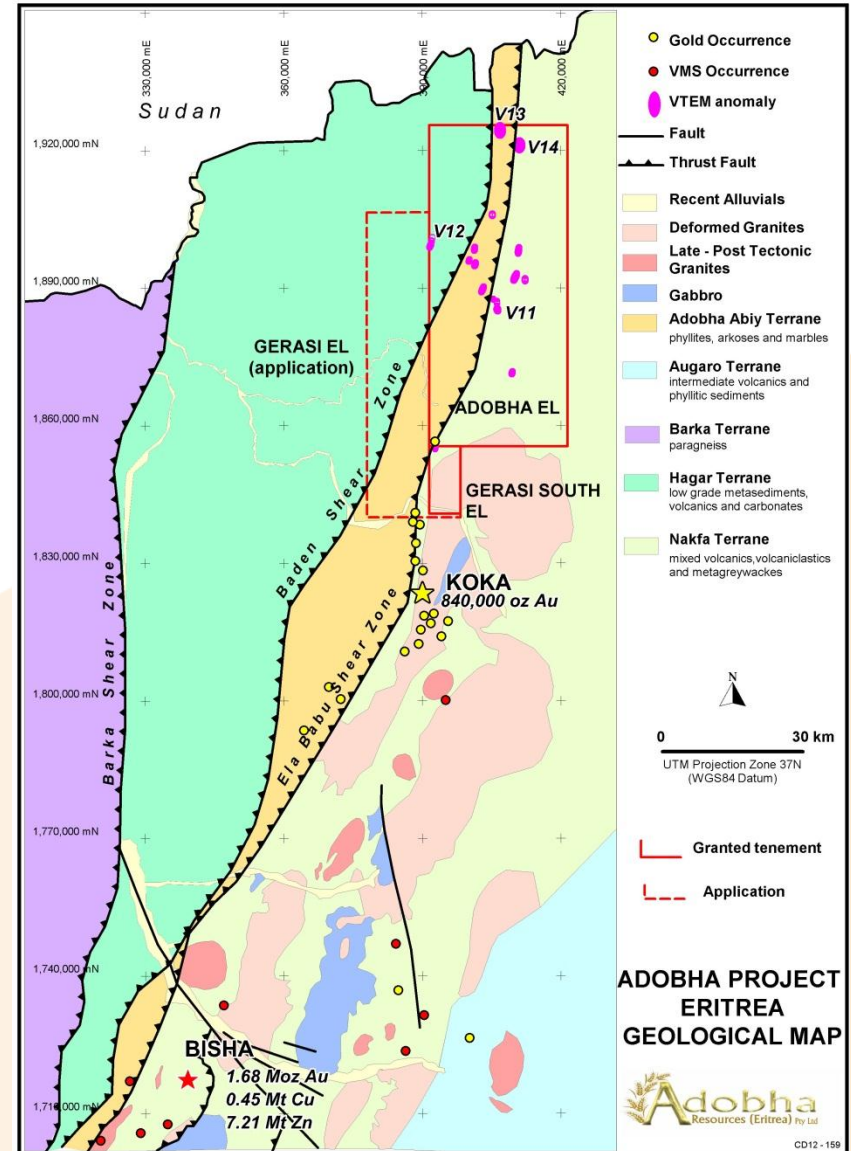 330,000 mE
360,000 mE
420,000 mE
Sudan
1,920,000 mN
1,890,000 mN
1,860,000 mN
1,830,000 mN
1,800,000 mN
1,770,000 mN
1,740,000 mN
V13
V14
V12
V11
GERASI EL
(application)
ADOBHA EL
GERASI SOUTH
EL
Baden Shear Zone
Barka Shear Zone
Ela Babu Shear Zone
KOKA
840,000 oz Au
BISHA
1.68 Moz Au
0.45 Mt Cu
7.21 Mt Zn
Gold Occurrence
VMS Occurrence
VTEM anomaly
Fault
Thrust Fault
Recent Alluvials
Deformed Granites
Late - Post Tectonic
Granites
Gabbro
Adobha Abiy Terrane
phyllites, arkoses and marbles
Augaro Terrane
intermediate volcanics and
phyllitic sediments
Barka Terrane
paragneiss
Hagar Terrane
low grade metasediments,
volcanics and carbonates
Nakfa Terrane
mixed volcanics,volcaniclastics
and metagreywackes
N
0 30 km
UTM Projection Zone 37N
(WGS84 Datum)
Granted tenement
Application
ADOBHA PROJECT
ERITREA
GEOLOGICAL MAP
Adobha
Resources (Eritrea) Pty Ltd
CD12 - 159